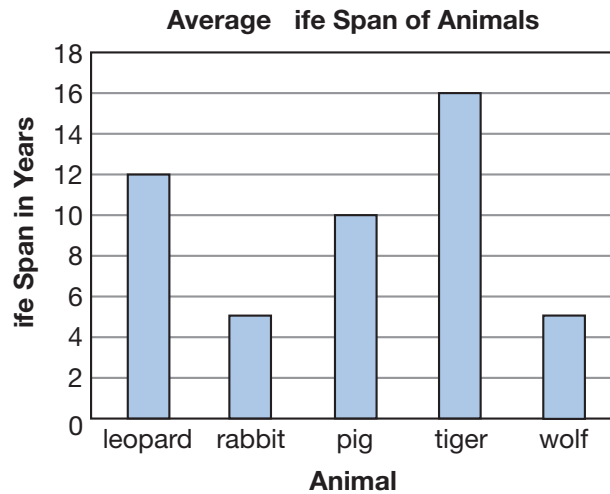 Average ife Span of Animals
ife Span in Years
18
16
14
12
10
8
6
4
2
0
leopard rabbit pig tiger wolf
Animal